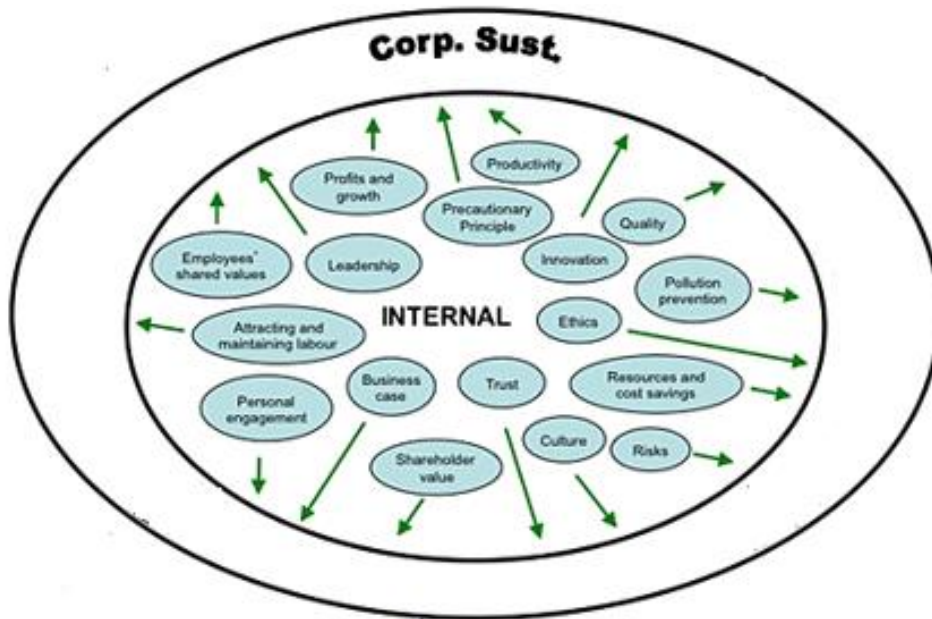 Corp. Sust.
Productivity
Profits and
growth
Precautionary
Principle
Quality
Employees'
shared values
Leadership
Innovation
Pollution
prevention
INTERNAL
Ethics
Attracting and
maintaining labour
Business
case
Trust
Resources and
cost savings
Personal
engagement
Culture
Risks
Shareholder
value